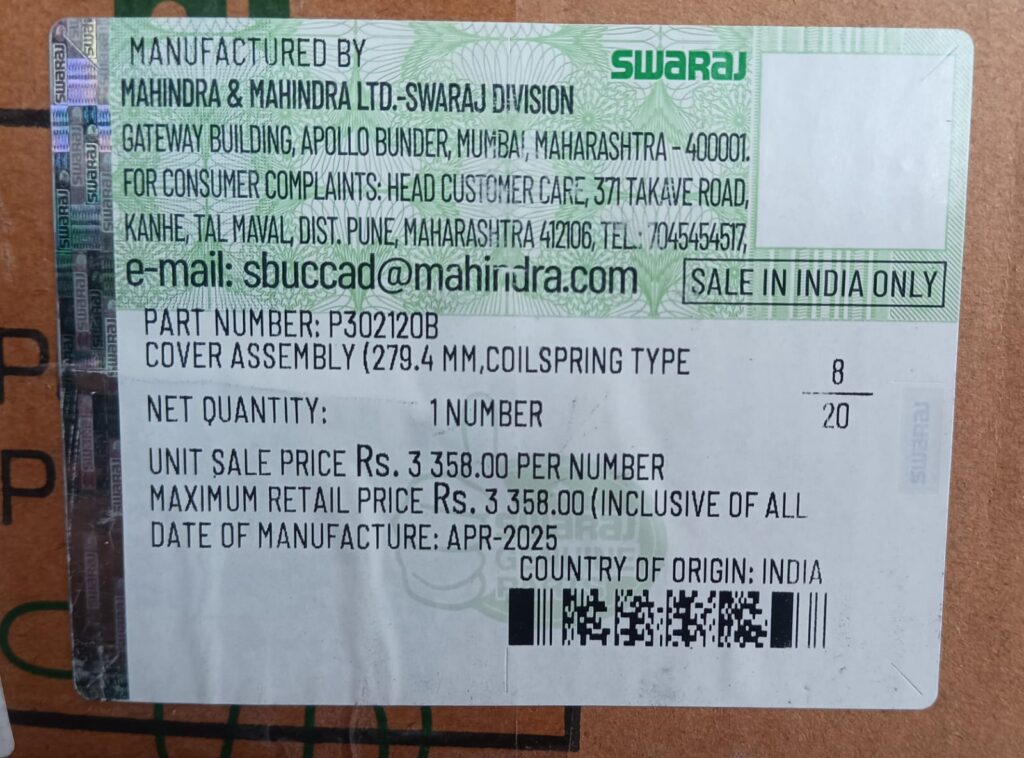 MANUFACTURED BY
SWARAJ
MAHINDRA & MAHINDRA LTD.-SWARAJ DIVISION
GATEWAY BUILDING, APOLLO BUNDER, MUMBAI, MAHARASHTRA - 400001.
FOR CONSUMER COMPLAINTS: HEAD CUSTOMER CARE, 371 TAKAVE ROAD,
KANHE, TAL MAVAL, DIST. PUNE, MAHARASHTRA 412106, TEL.: 7045454517,
e-mail: sbuccad@mahindra.com
SALE IN INDIA ONLY
PART NUMBER: P302120B
COVER ASSEMBLY (279.4 MM,COILSPRING TYPE
8
20
NET QUANTITY: 1 NUMBER
UNIT SALE PRICE Rs. 3 358.00 PER NUMBER
MAXIMUM RETAIL PRICE Rs. 3 358.00 (INCLUSIVE OF ALL
DATE OF MANUFACTURE: APR-2025
COUNTRY OF ORIGIN: INDIA